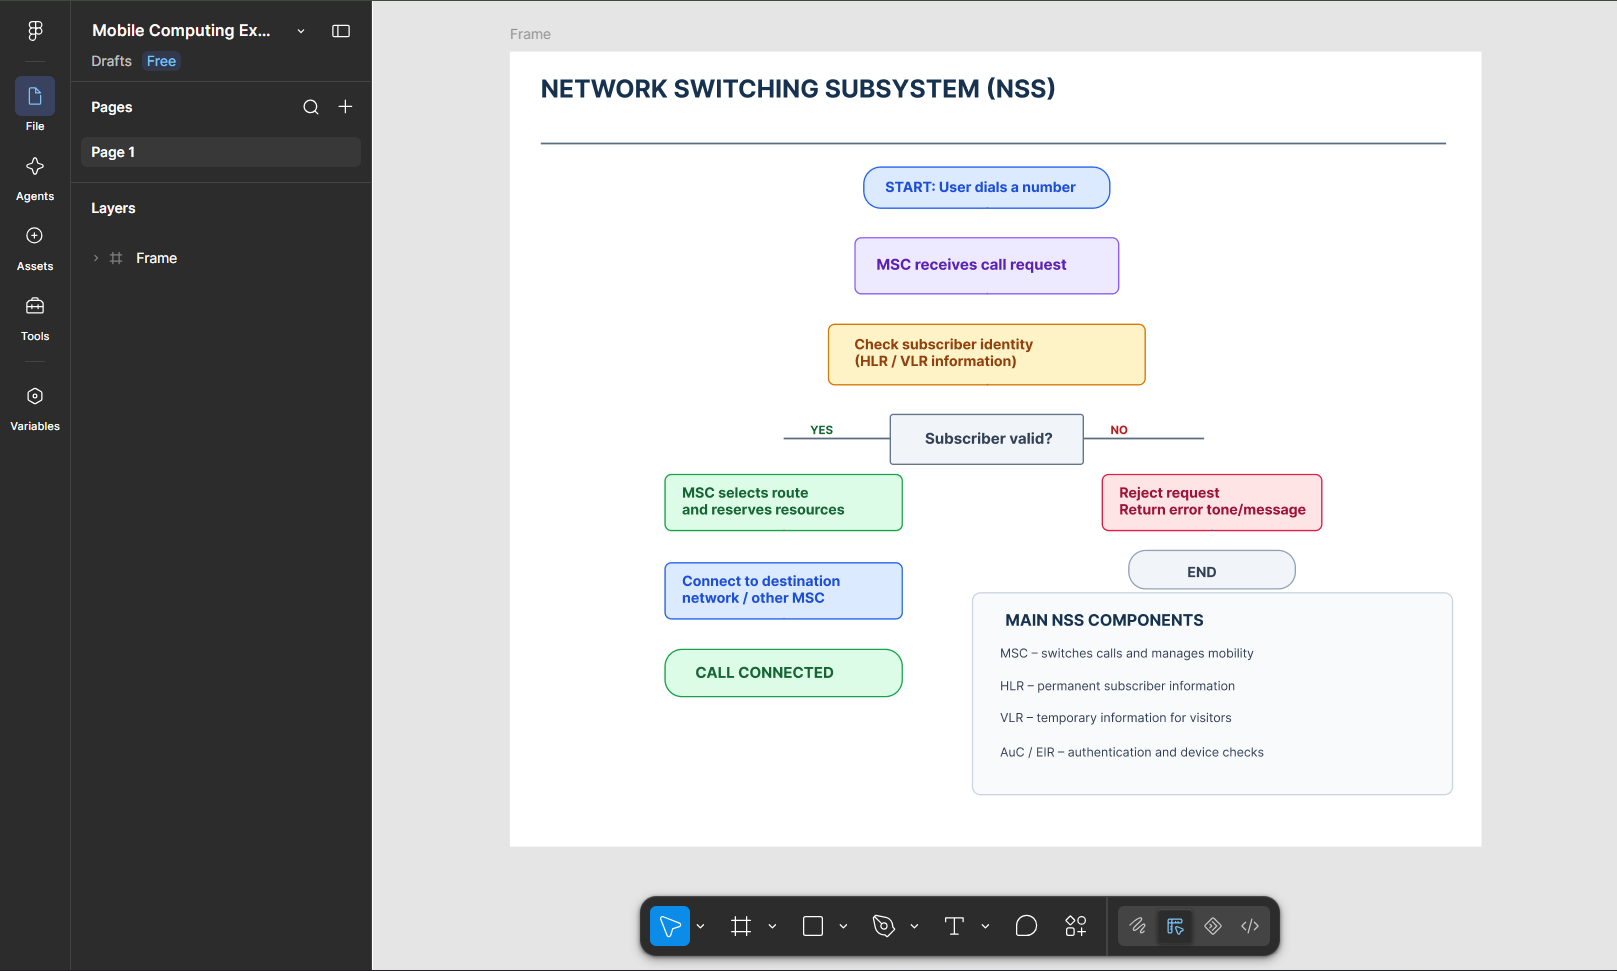 Mobile Computing Ex...
Drafts Free
Pages
Page 1
Layers
Frame
File
Agents
Assets
Tools
Variables
Frame
NETWORK SWITCHING SUBSYSTEM (NSS)
START: User dials a number
MSC receives call request
Check subscriber identity
(HLR / VLR information)
YES
Subscriber valid?
NO
MSC selects route
and reserves resources
Reject request
Return error tone/message
Connect to destination
network / other MSC
END
CALL CONNECTED
MAIN NSS COMPONENTS
MSC – switches calls and manages mobility
HLR – permanent subscriber information
VLR – temporary information for visitors
AuC / EIR – authentication and device checks